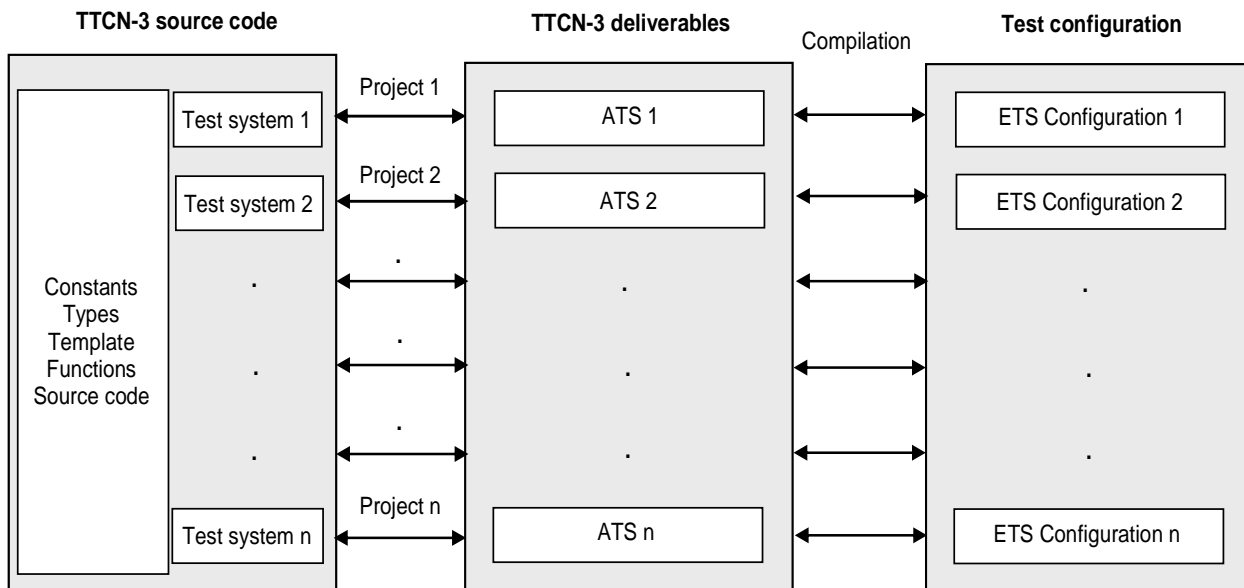 TTCN-3 source code
TTCN-3 deliverables
Compilation
Test configuration
Project 1
Test system 1
ATS 1
ETS Configuration 1
Project 2
Test system 2
ATS 2
ETS Configuration 2
.
. . .
Constants
Types
Template
Functions
Source code
.
. . .
.
. . .
Project n
Test system n
ATS n
ETS Configuration n